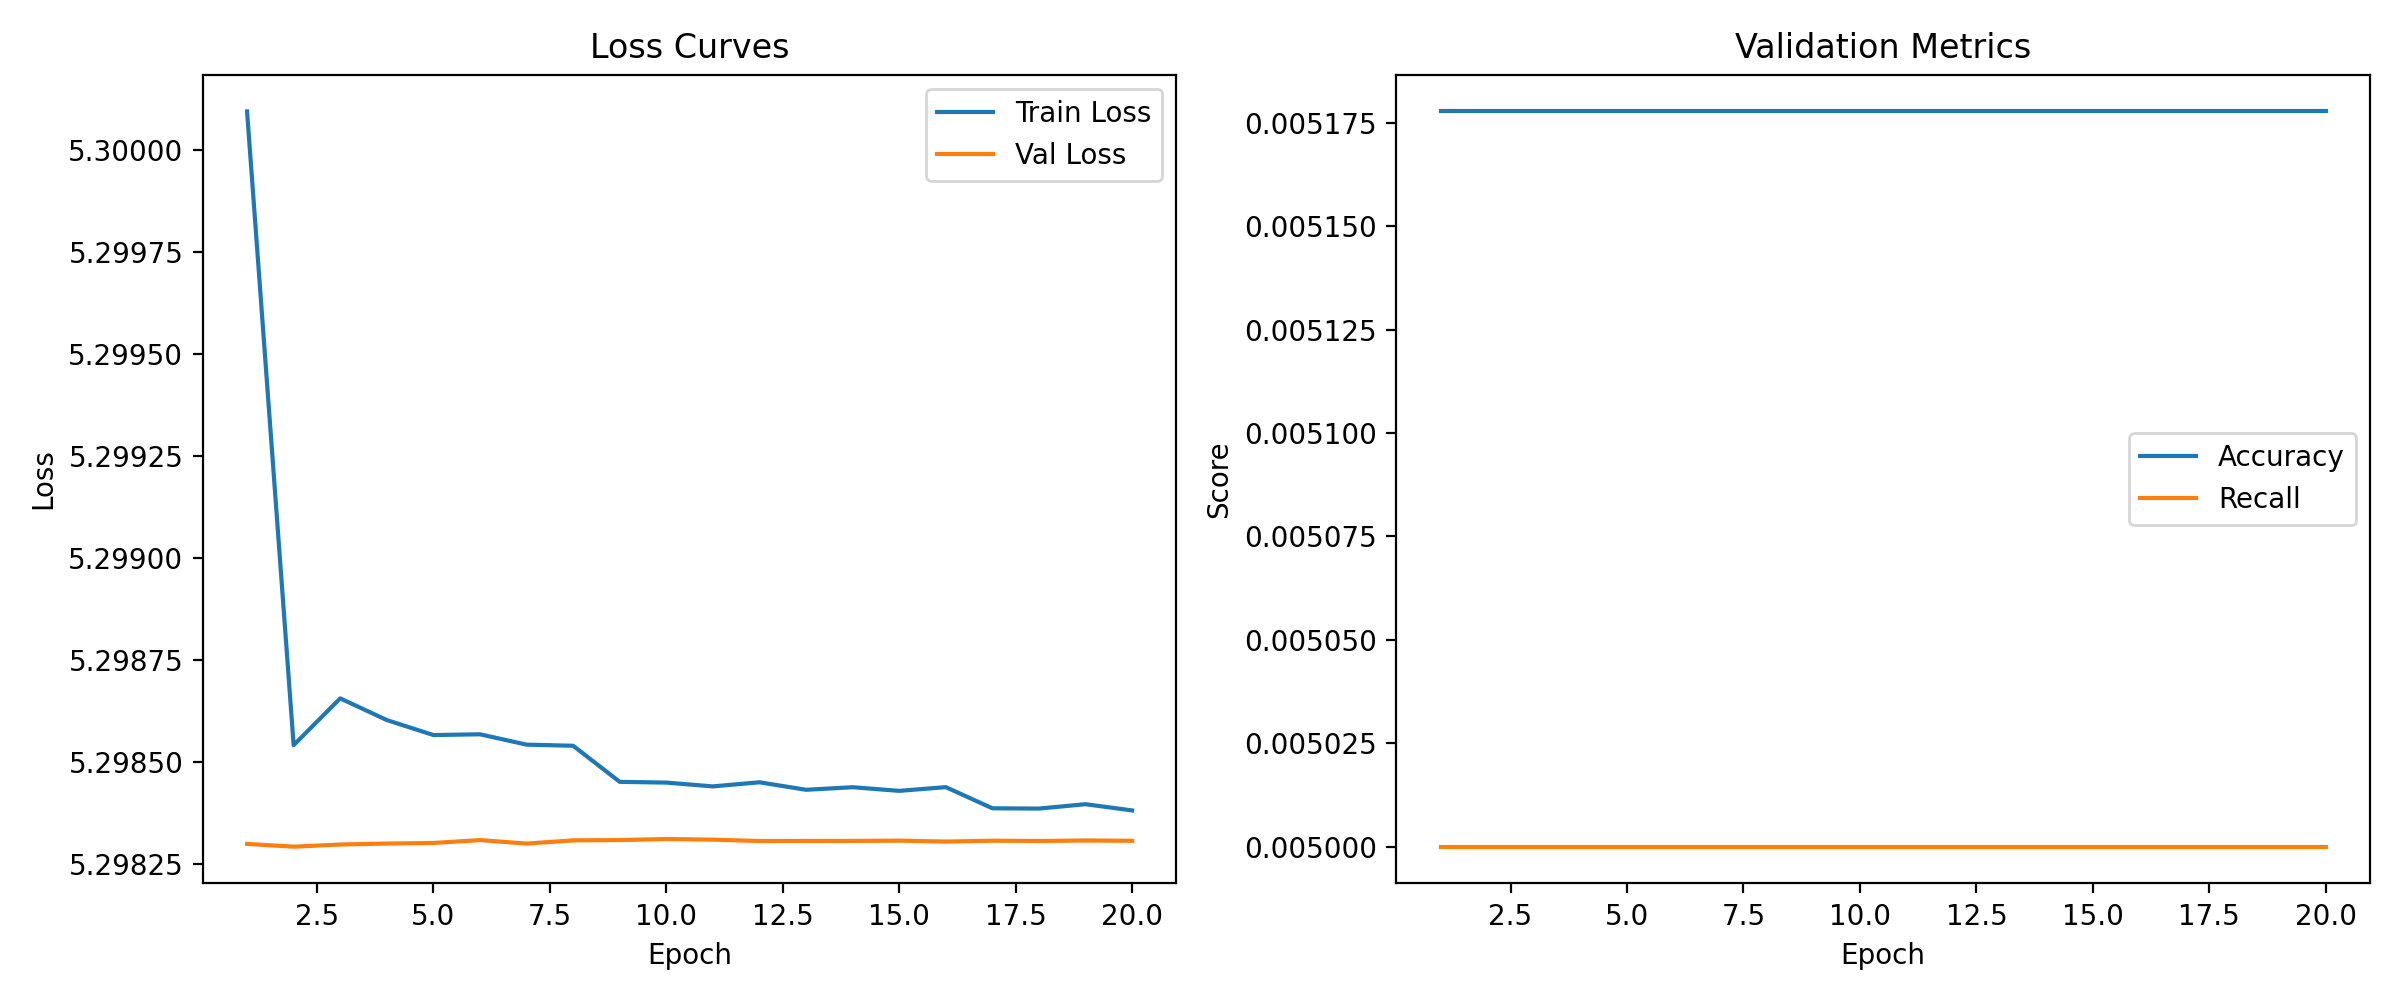 Loss Curves
Train Loss
Val Loss
5.30000
5.29975
5.29950
5.29925
5.29900
5.29875
5.29850
5.29825
Loss
2.5 5.0 7.5 10.0 12.5 15.0 17.5 20.0
Epoch
Validation Metrics
Accuracy
Recall
0.005175
0.005150
0.005125
0.005100
0.005075
0.005050
0.005025
0.005000
Score
2.5 5.0 7.5 10.0 12.5 15.0 17.5 20.0
Epoch